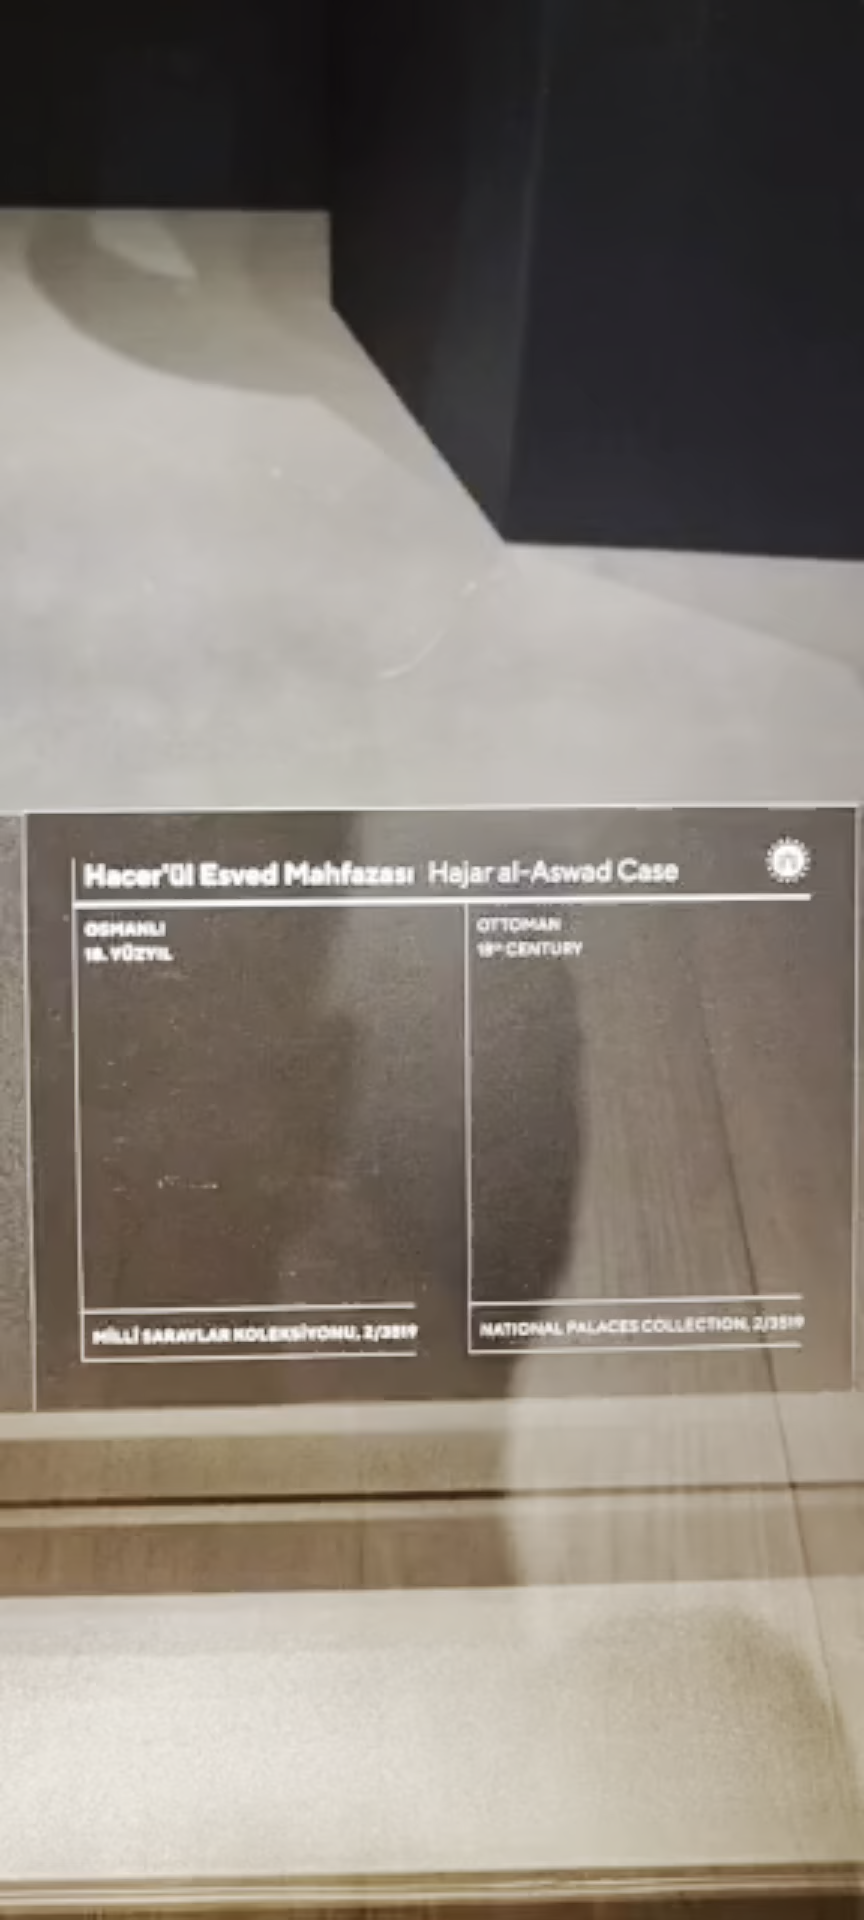 Hacer'ül Esved Mahfazası Hajar al-Aswad Case
OSMANLI
18. YÜZYIL
OTTOMAN
18th CENTURY
MİLLİ SARAYLAR KOLEKSİYONU, 2/3519
NATIONAL PALACES COLLECTION, 2/3519